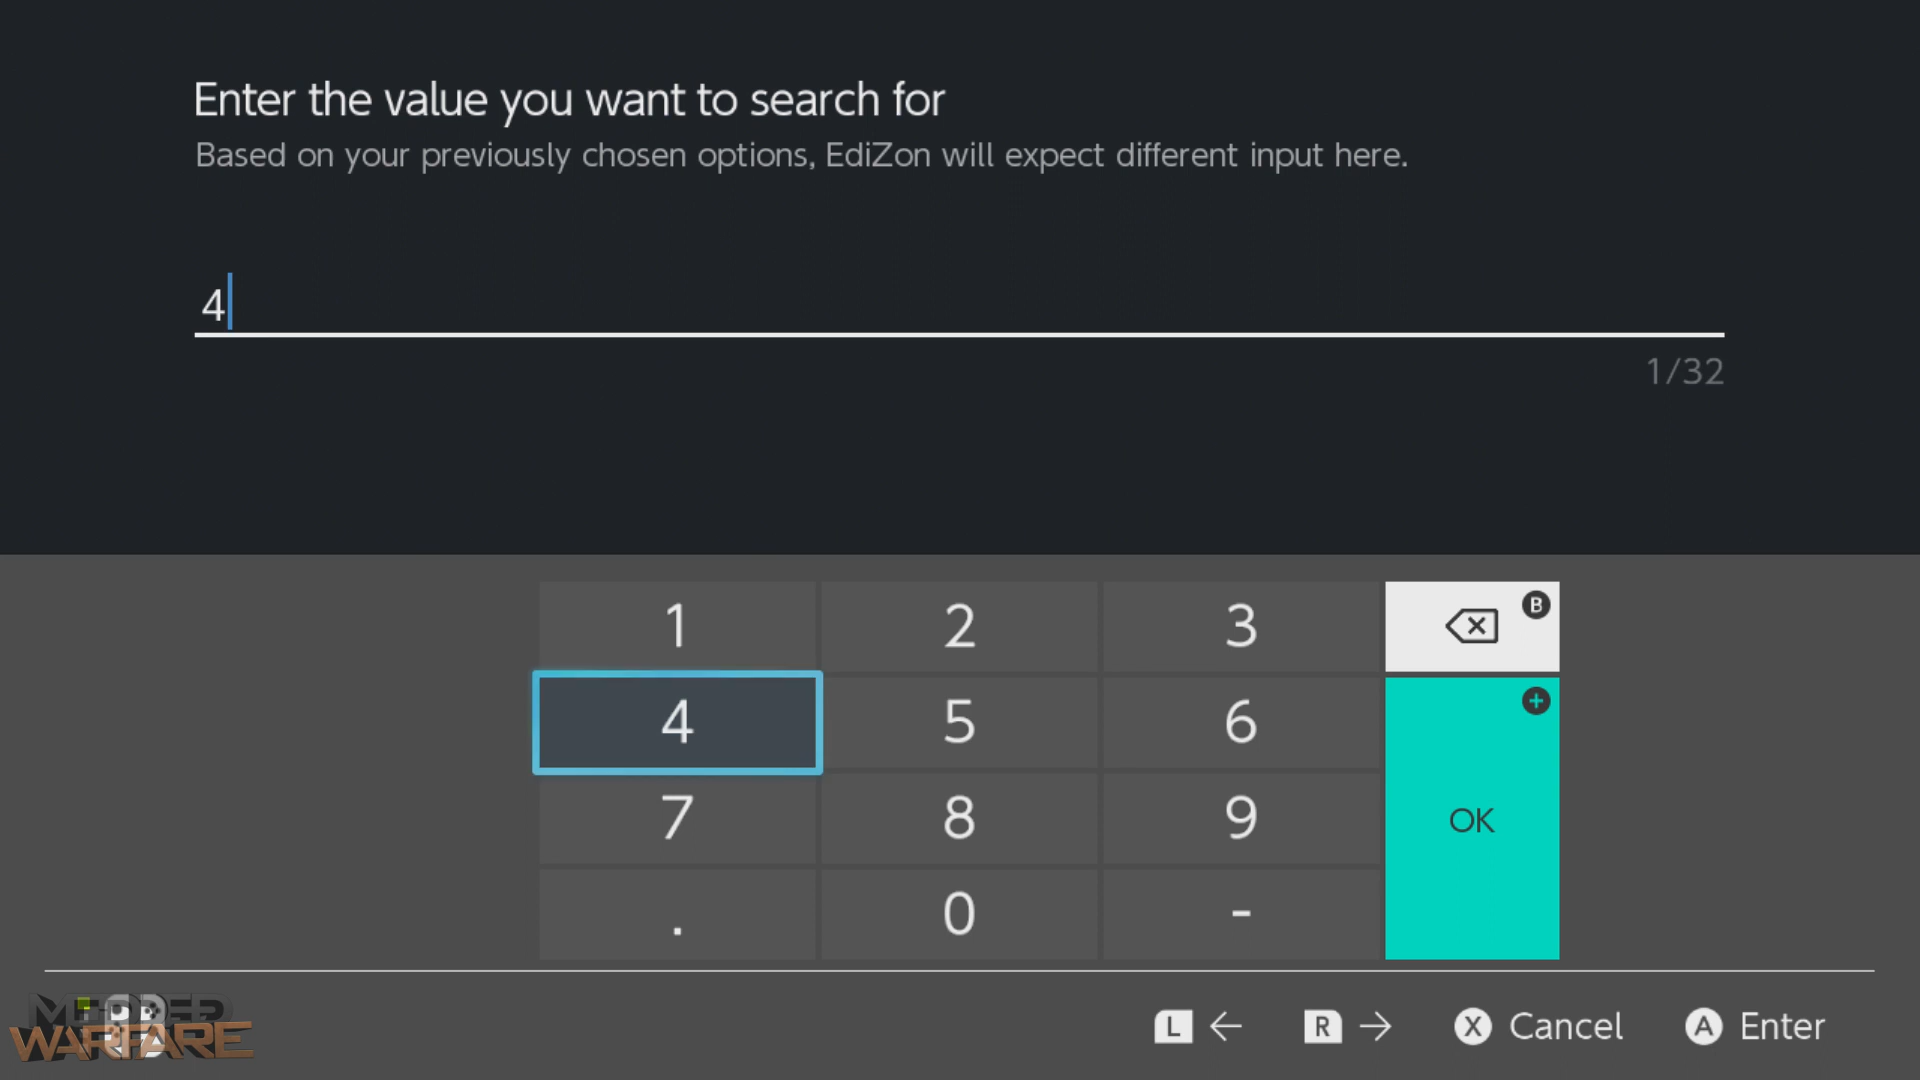 Enter the value you want to search for
Based on your previously chosen options, EdiZon will expect different input here.
4
1/32
1 2 3 B
4 5 6 +
7 8 9 OK
. 0 -
MODDED
WARFARE
L ← R → X Cancel A Enter